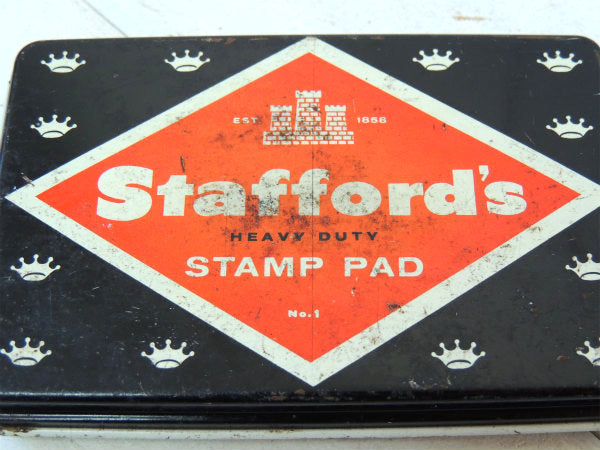 EST. 1858
Stafford's
HEAVY DUTY
STAMP PAD
No.1